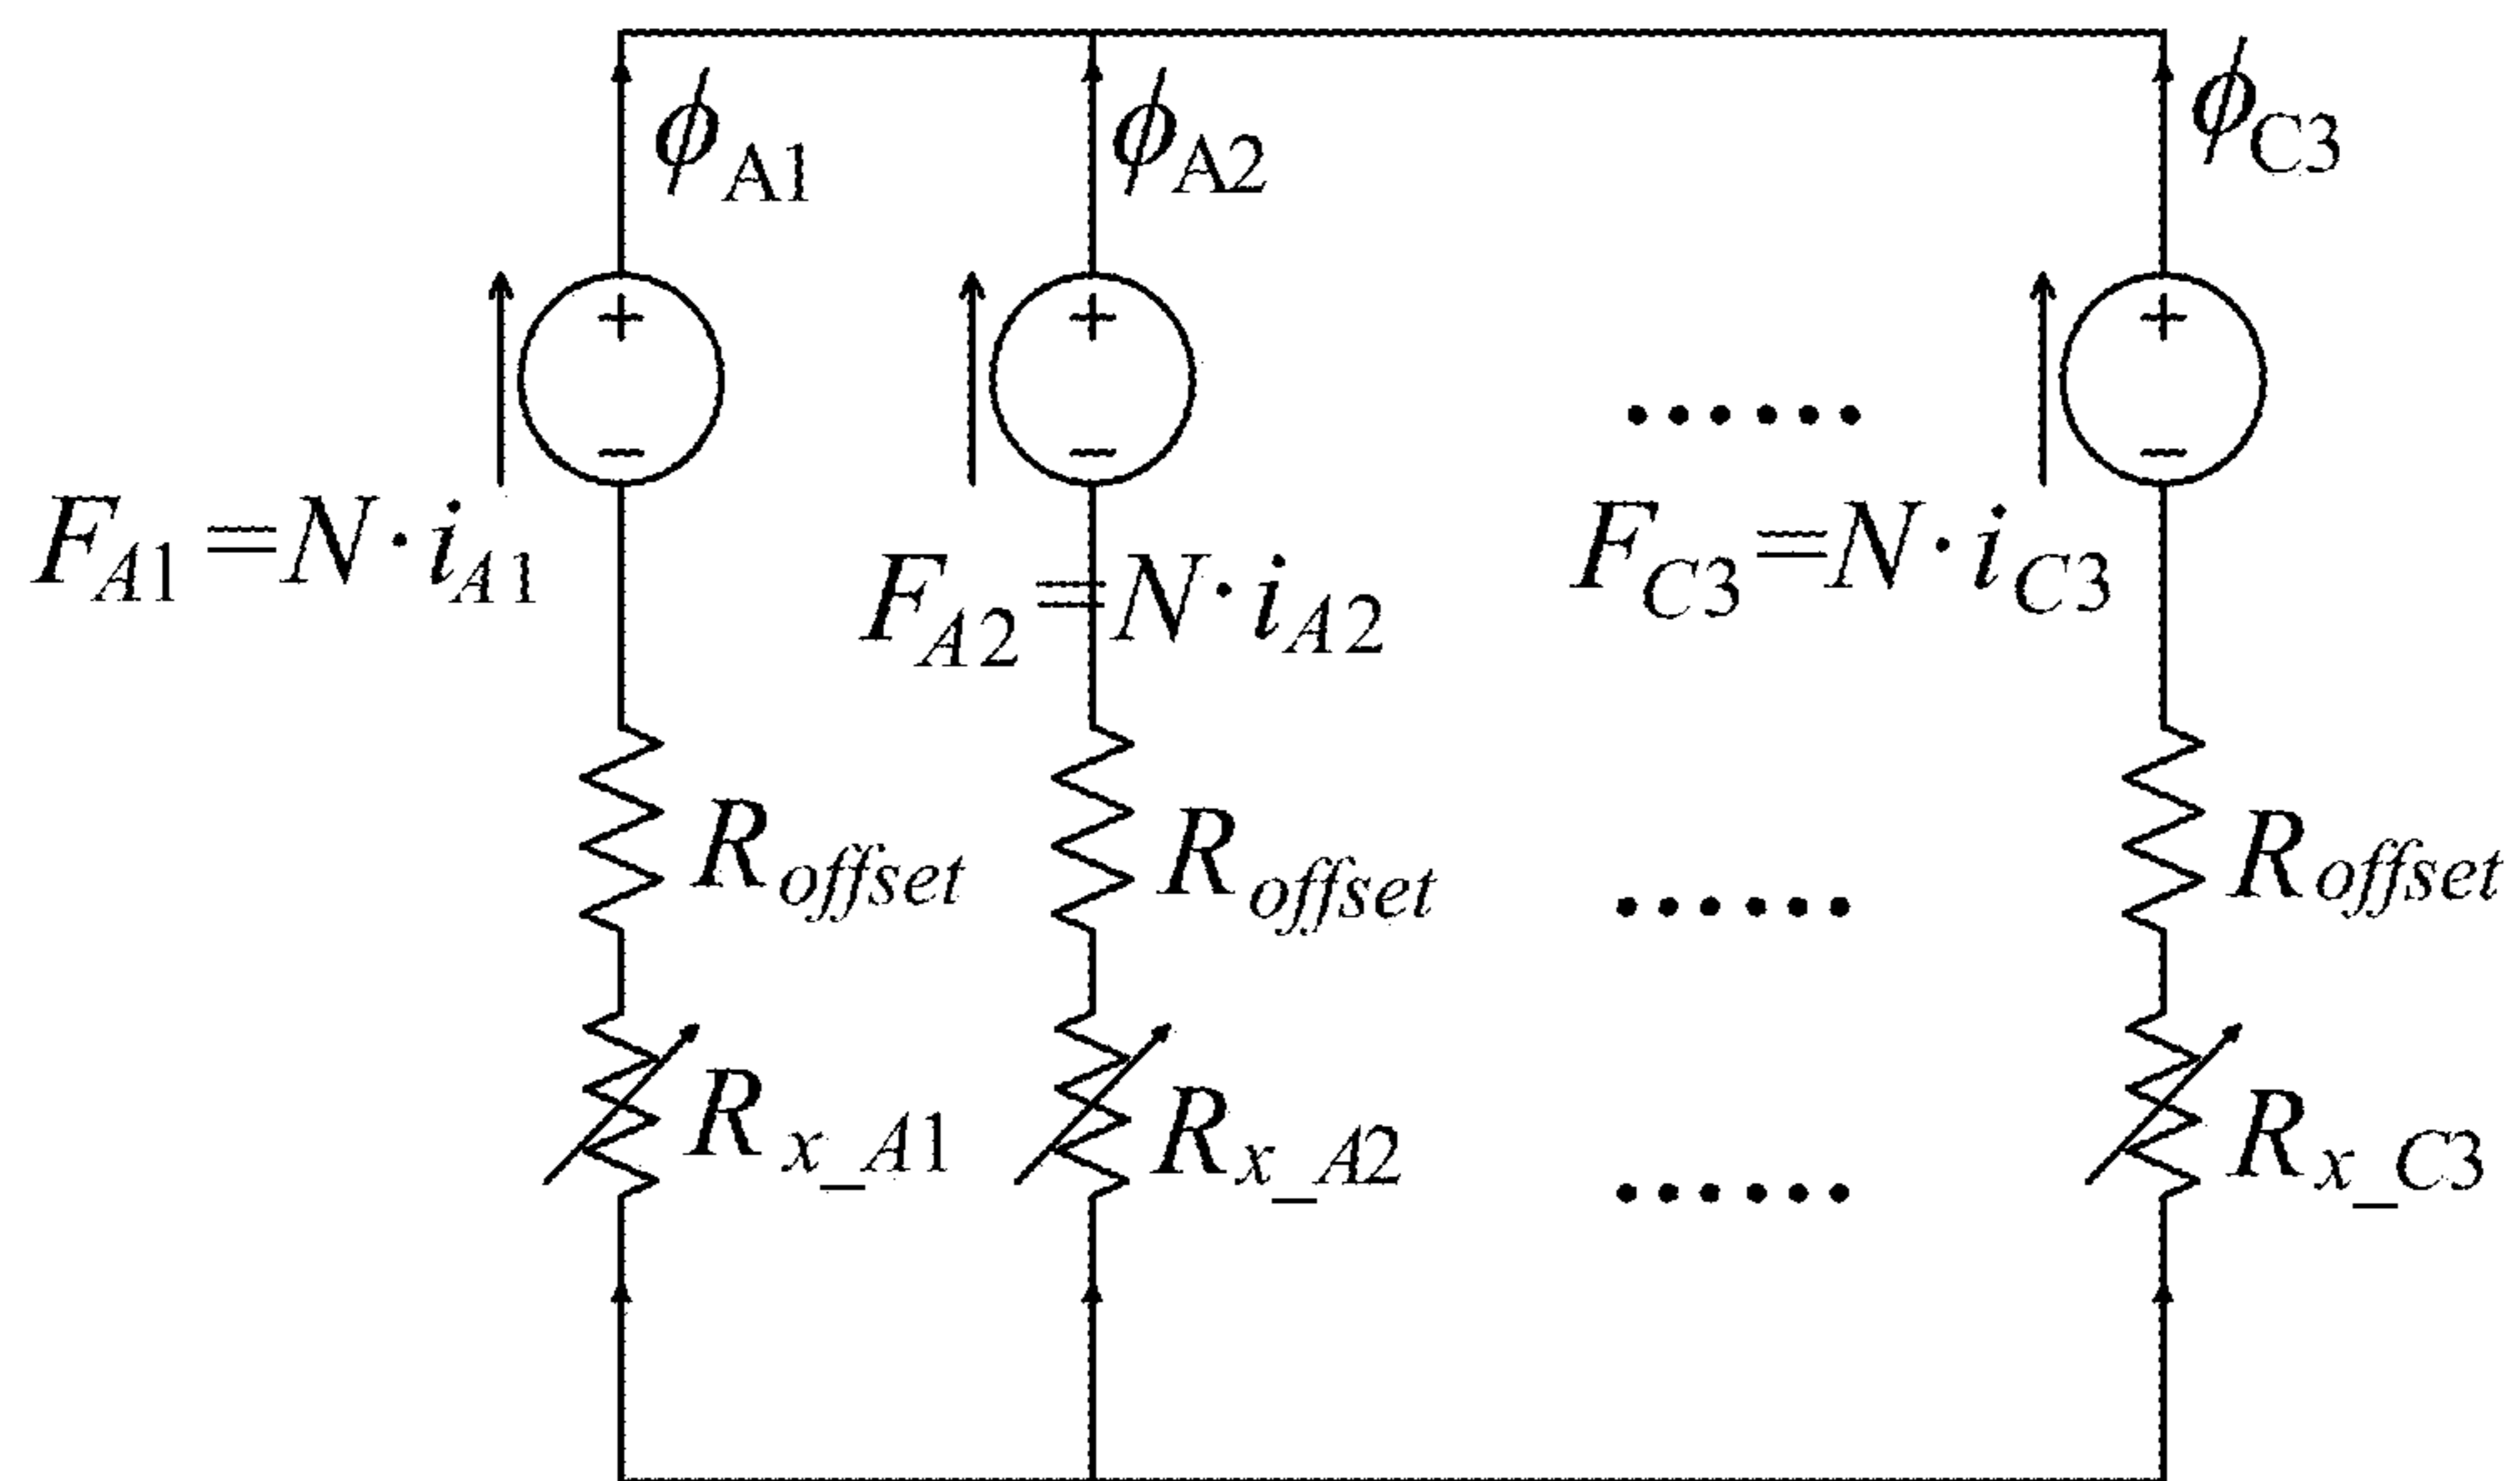 ϕA1
ϕA2
ϕC3
FA1=N·iA1
FA2=N·iA2
FC3=N·iC3
Roffset
Roffset
······
Roffset
Rx_A1
Rx_A2
······
Rx_C3